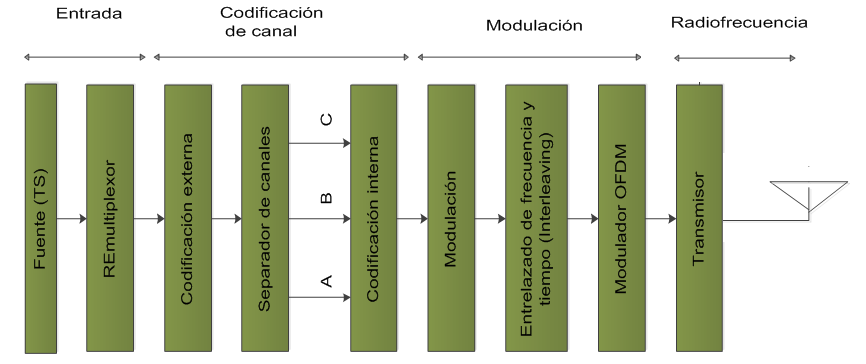 Entrada
Codificación
de canal
Modulación
Radiofrecuencia
Fuente (TS)
REmultiplexor
Codificación externa
Separador de canales
C
B
A
Codificación interna
Modulación
Entrelazado de frecuencia y
tiempo (Interleaving)
Modulador OFDM
Transmisor